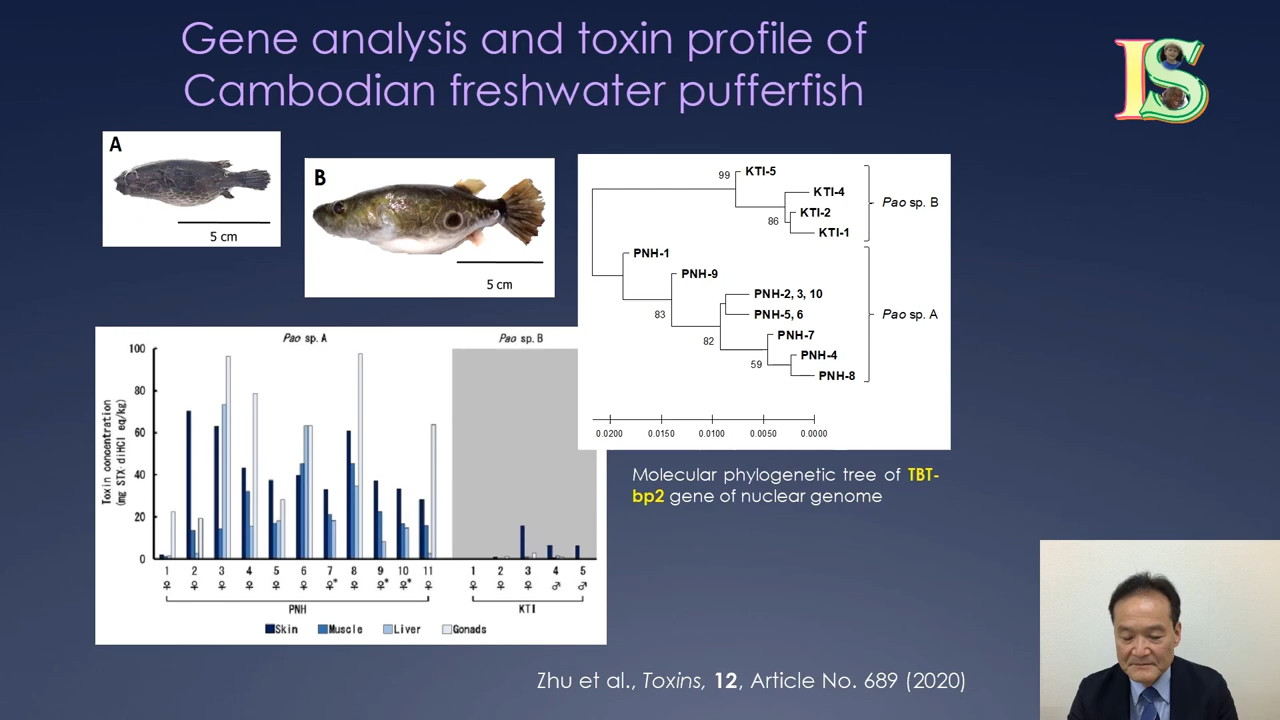 Gene analysis and toxin profile of
Cambodian freshwater pufferfish
IS
A
5 cm
B
5 cm
99
KTI-5
KTI-4
KTI-2
86
KTI-1
Pao sp. B
PNH-1
PNH-9
PNH-2, 3, 10
83
PNH-5, 6
Pao sp. A
82
PNH-7
PNH-4
59
PNH-8
0.0200 0.0150 0.0100 0.0050 0.0000
Pao sp. A Pao sp. B
Toxin concentration
(mg STX·diHCl eq/kg)
100
80
60
40
20
0
1 2 3 4 5 6 7 8 9 10 11 1 2 3 4 5
♀ ♀ ♀ ♀ ♀ ♀ ♀* ♀ ♀* ♀* ♀ ♀ ♀ ♀ ♂ ♂
PNH KTI
Skin Muscle Liver Gonads
Molecular phylogenetic tree of TBT-
bp2 gene of nuclear genome
Zhu et al., Toxins, 12, Article No. 689 (2020)